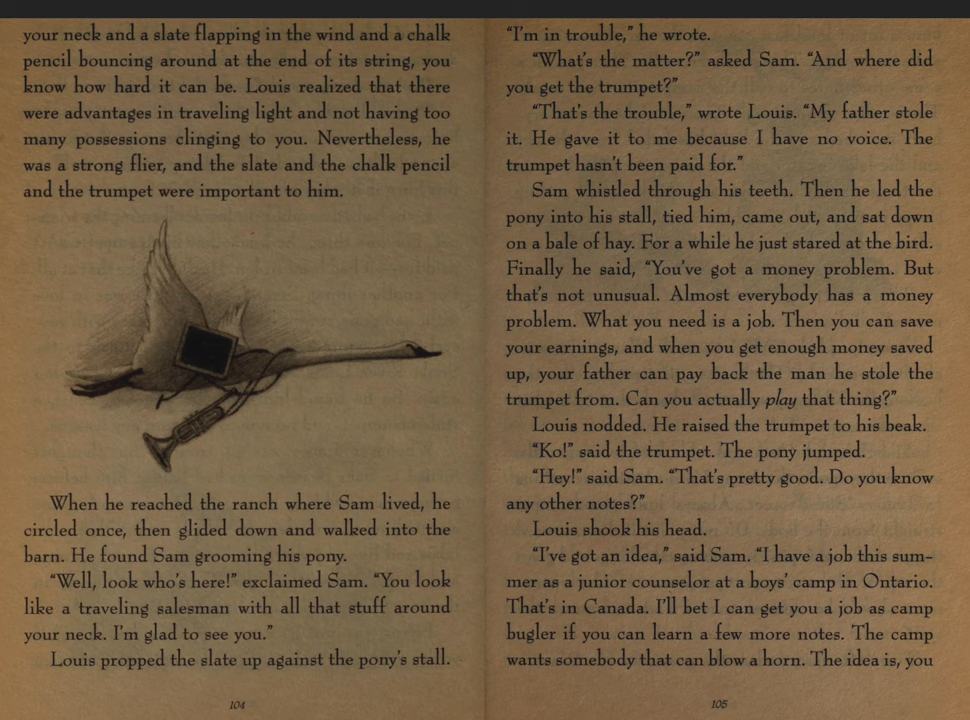 your neck and a slate flapping in the wind and a chalk
pencil bouncing around at the end of its string, you
know how hard it can be. Louis realized that there
were advantages in traveling light and not having too
many possessions clinging to you. Nevertheless, he
was a strong flier, and the slate and the chalk pencil
and the trumpet were important to him.
When he reached the ranch where Sam lived, he
circled once, then glided down and walked into the
barn. He found Sam grooming his pony.
“Well, look who's here!” exclaimed Sam. “You look
like a traveling salesman with all that stuff around
your neck. I'm glad to see you.”
Louis propped the slate up against the pony's stall.
104
“I'm in trouble,” he wrote.
“What's the matter?” asked Sam. “And where did
you get the trumpet?”
“That's the trouble,” wrote Louis. “My father stole
it. He gave it to me because I have no voice. The
trumpet hasn't been paid for.”
Sam whistled through his teeth. Then he led the
pony into his stall, tied him, came out, and sat down
on a bale of hay. For a while he just stared at the bird.
Finally he said, “You've got a money problem. But
that's not unusual. Almost everybody has a money
problem. What you need is a job. Then you can save
your earnings, and when you get enough money saved
up, your father can pay back the man he stole the
trumpet from. Can you actually play that thing?”
Louis nodded. He raised the trumpet to his beak.
“Ko!” said the trumpet. The pony jumped.
“Hey!” said Sam. “That's pretty good. Do you know
any other notes?”
Louis shook his head.
“I've got an idea,” said Sam. “I have a job this sum-
mer as a junior counselor at a boys' camp in Ontario.
That's in Canada. I'll bet I can get you a job as camp
bugler if you can learn a few more notes. The camp
wants somebody that can blow a horn. The idea is, you
105